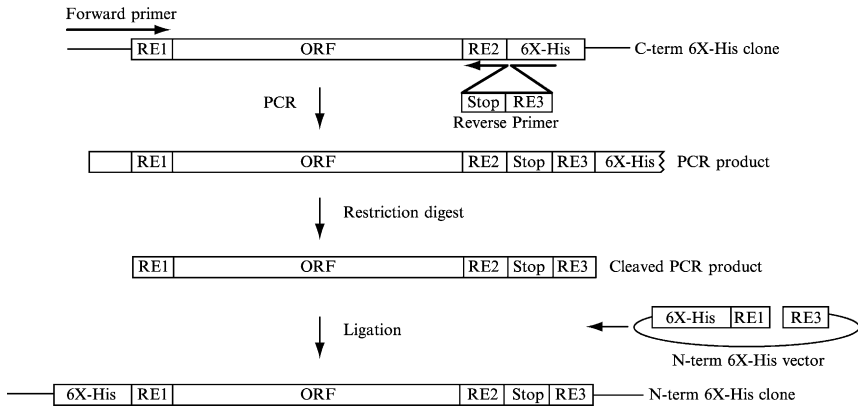 Forward primer
RE1 ORF RE2 6X-His C-term 6X-His clone
PCR
Stop RE3
Reverse Primer
RE1 ORF RE2 Stop RE3 6X-His PCR product
Restriction digest
RE1 ORF RE2 Stop RE3 Cleaved PCR product
6X-His RE1 RE3
Ligation
N-term 6X-His vector
6X-His RE1 ORF RE2 Stop RE3 N-term 6X-His clone